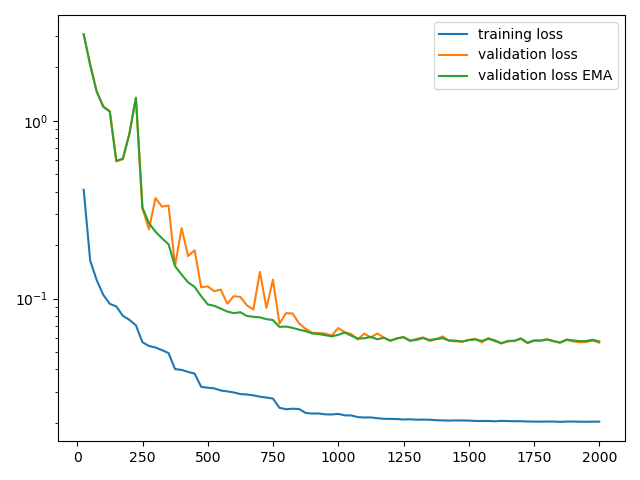 training loss
validation loss
validation loss EMA
10⁰
10⁻¹
0 250 500 750 1000 1250 1500 1750 2000